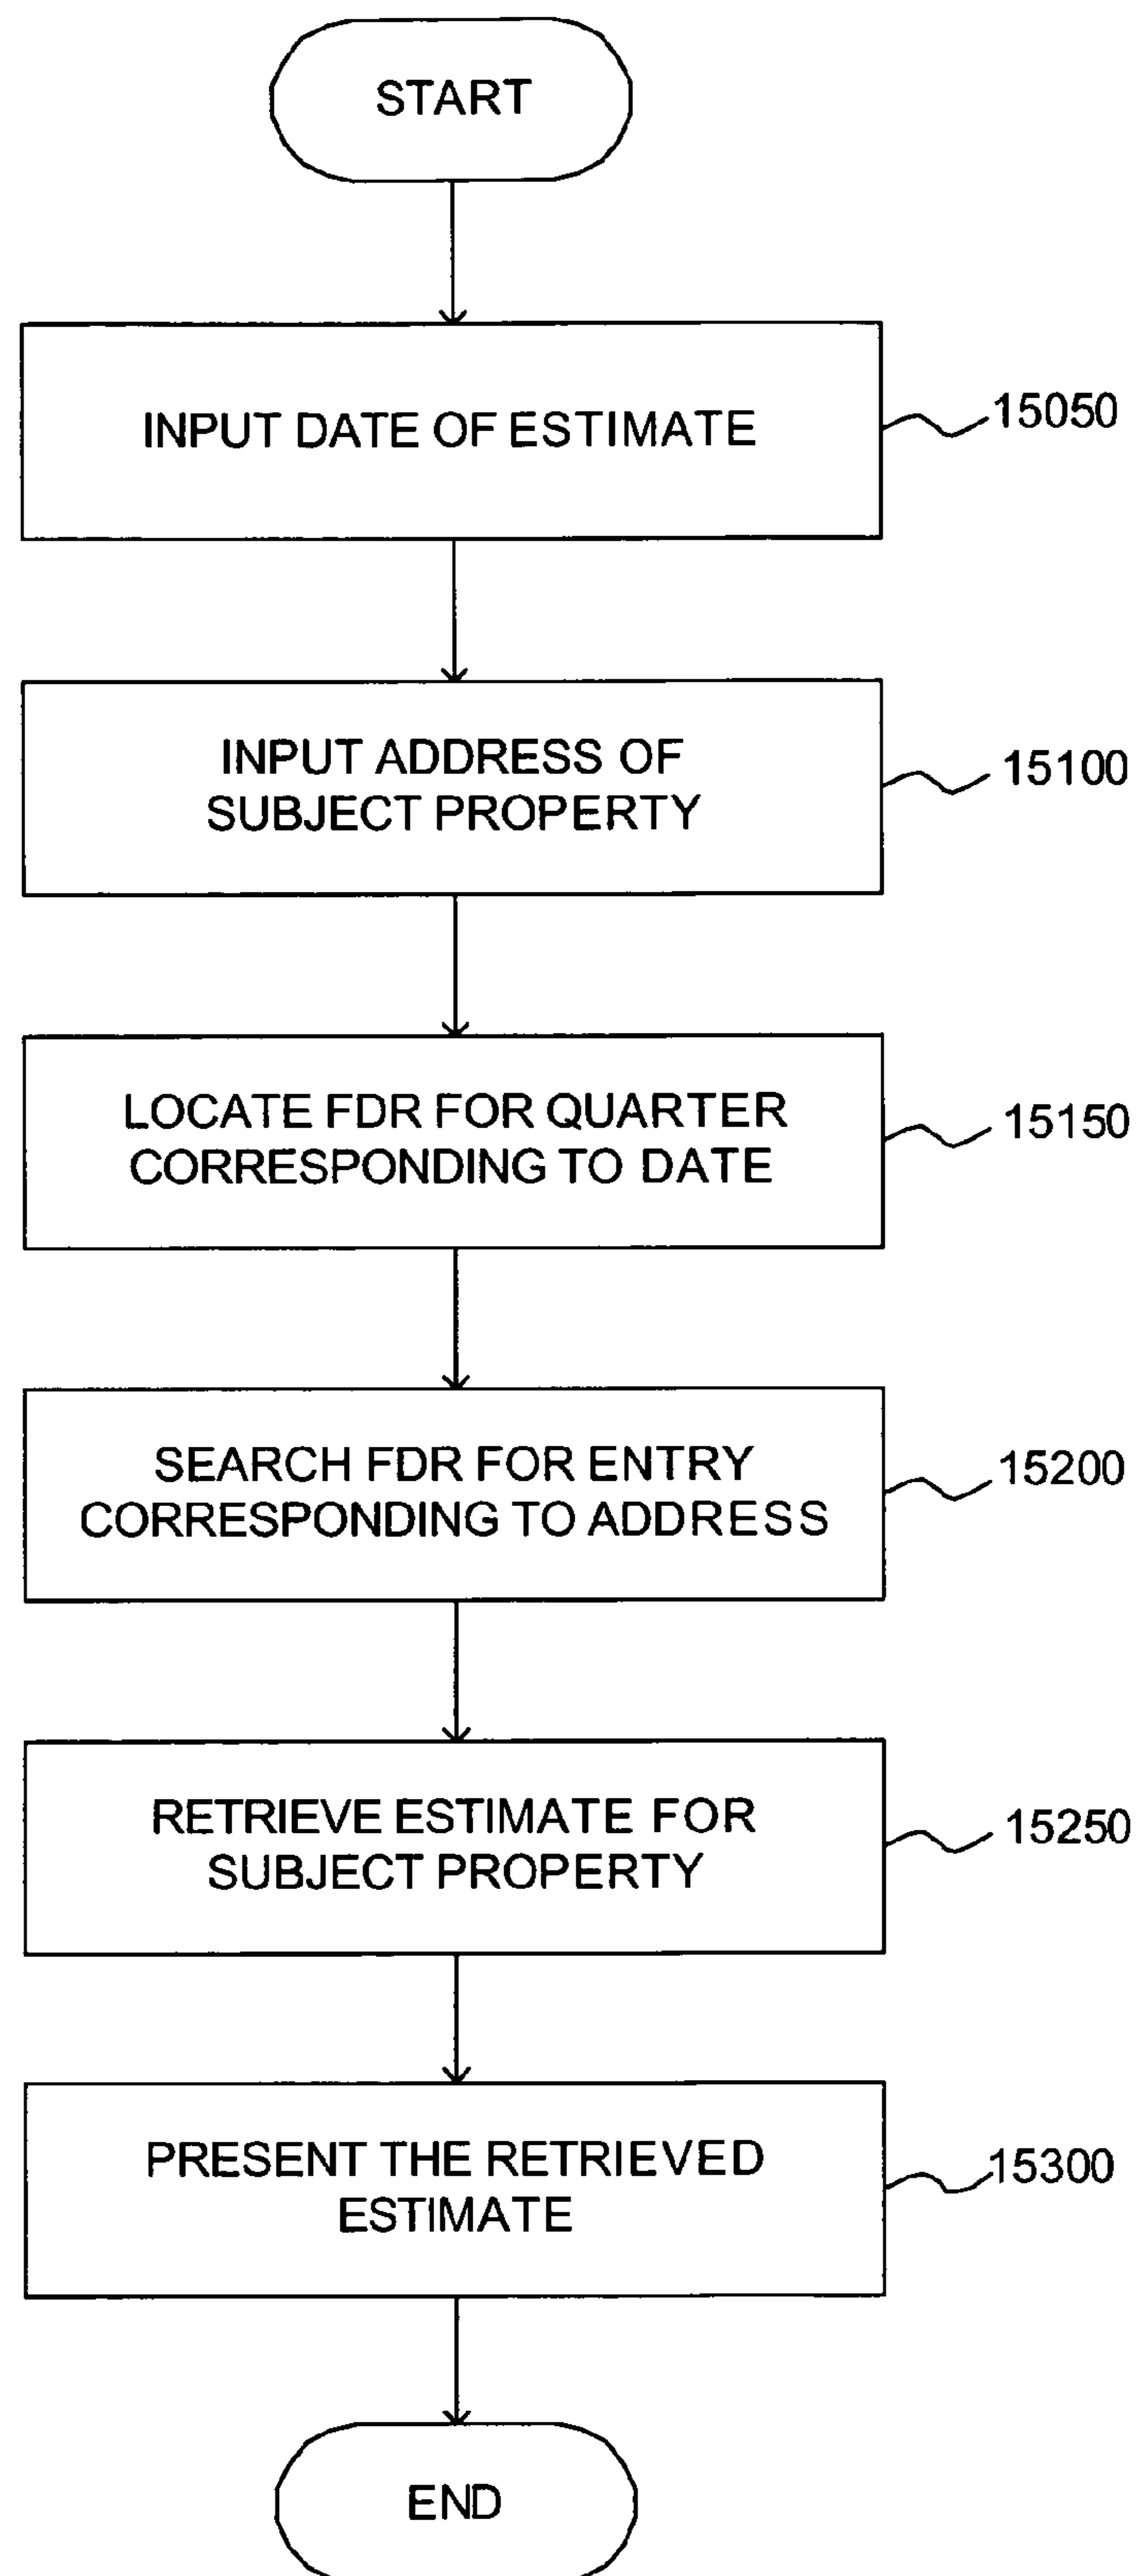 START
INPUT DATE OF ESTIMATE
15050
INPUT ADDRESS OF
SUBJECT PROPERTY
15100
LOCATE FDR FOR QUARTER
CORRESPONDING TO DATE
15150
SEARCH FDR FOR ENTRY
CORRESPONDING TO ADDRESS
15200
RETRIEVE ESTIMATE FOR
SUBJECT PROPERTY
15250
PRESENT THE RETRIEVED
ESTIMATE
15300
END